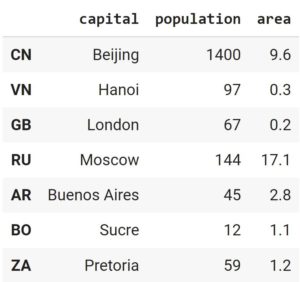 capital population area
CN Beijing 1400 9.6
VN Hanoi 97 0.3
GB London 67 0.2
RU Moscow 144 17.1
AR Buenos Aires 45 2.8
BO Sucre 12 1.1
ZA Pretoria 59 1.2